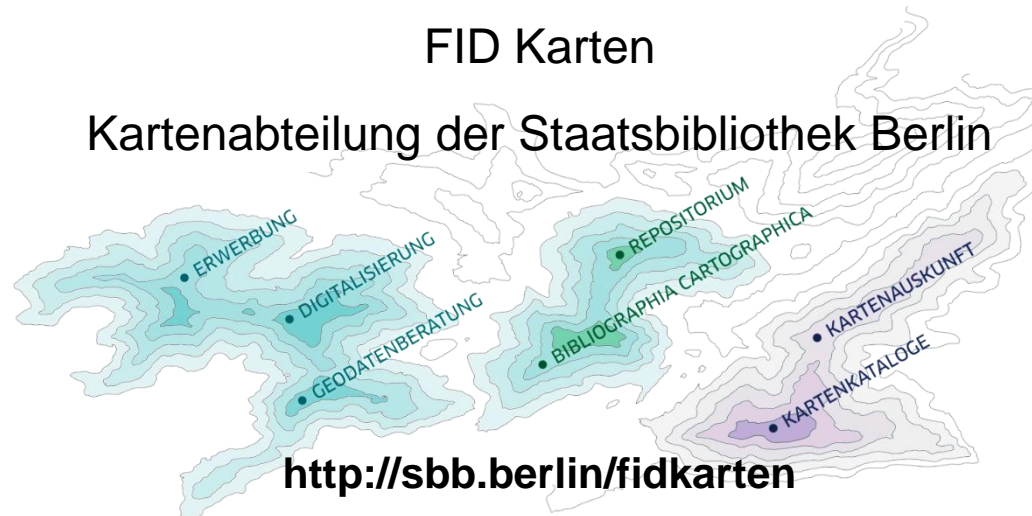 FID Karten
Kartenabteilung der Staatsbibliothek Berlin
ERWERBUNG
DIGITALISIERUNG
GEODATENBERATUNG
REPOSITORIUM
BIBLIOGRAPHIA CARTOGRAPHICA
KARTENAUSKUNFT
KARTENKATALOGE
http://sbb.berlin/fidkarten